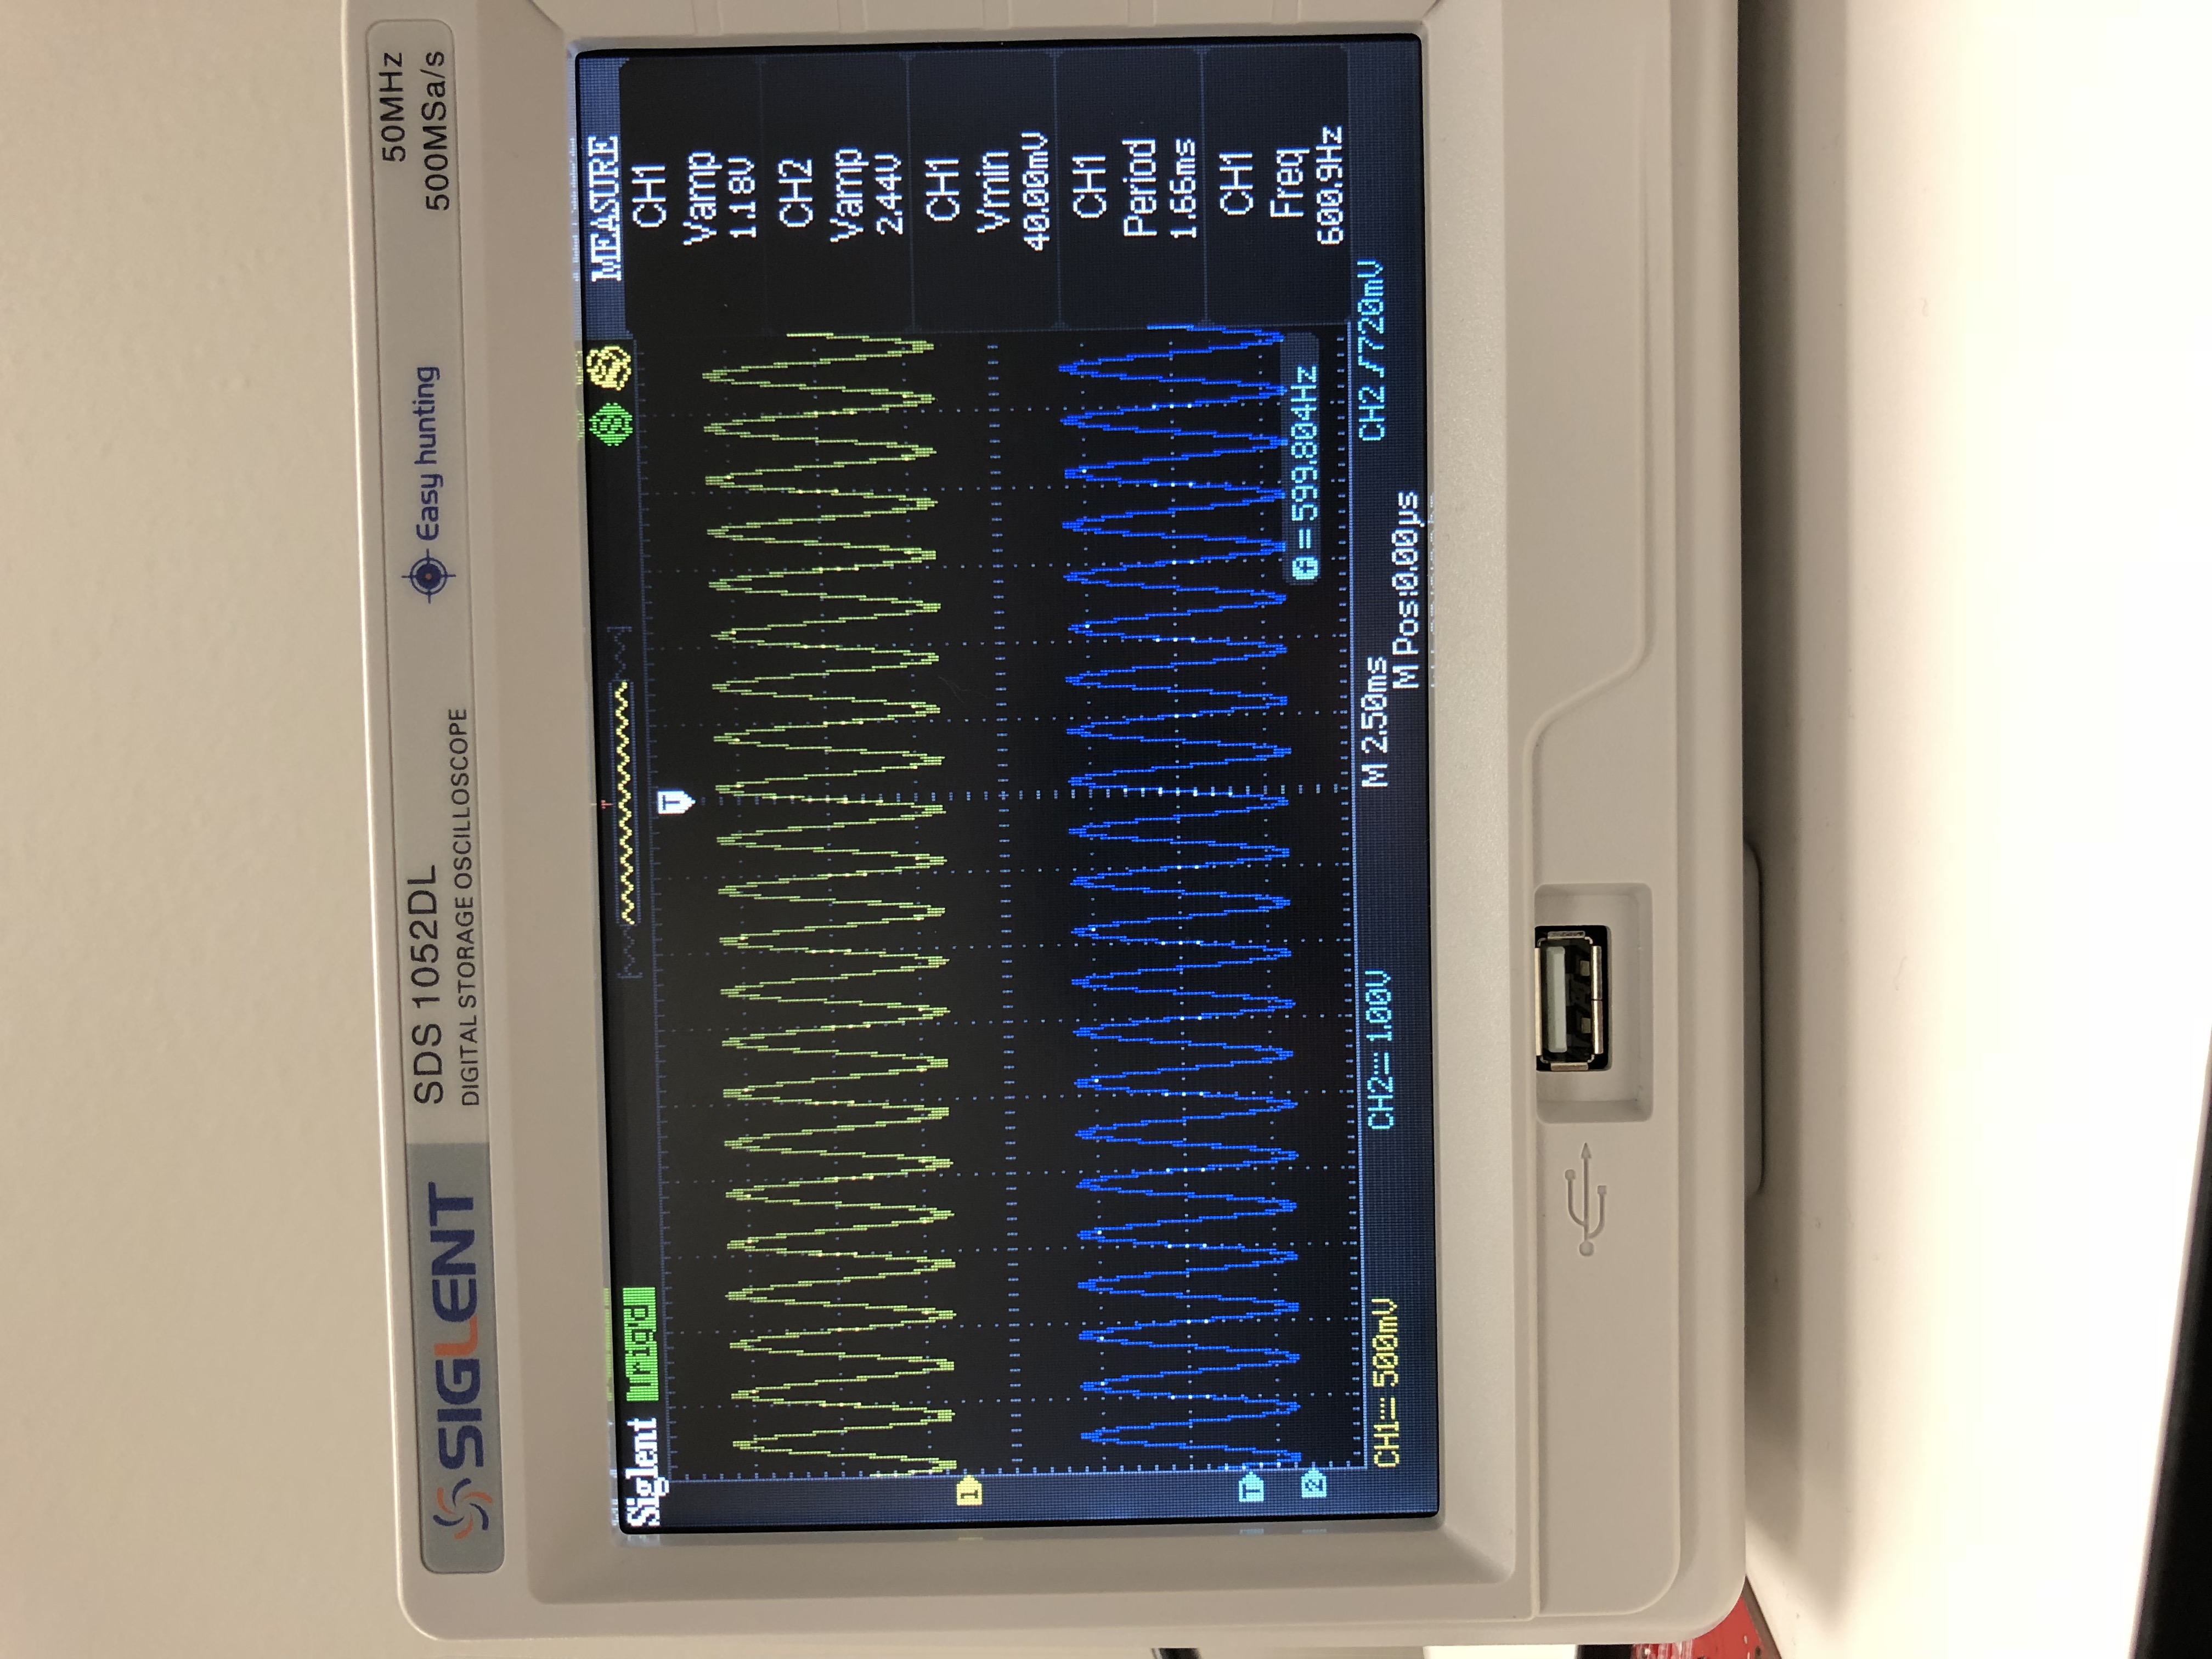 SIGLENT
SDS 1052DL
DIGITAL STORAGE OSCILLOSCOPE
Easy hunting
50MHz
500MSa/s
Siglent
T
MEASURE
CH1
Vamp
1.18V
CH2
Vamp
2.44V
CH1
Vmin
40.00mV
CH1
Period
1.66ms
CH1
Freq
600.9Hz
1
T
2
f = 599.804Hz
CH1 500mV
CH2 1.00V
M 2.50ms
M Pos:0.00µs
CH2 720mV